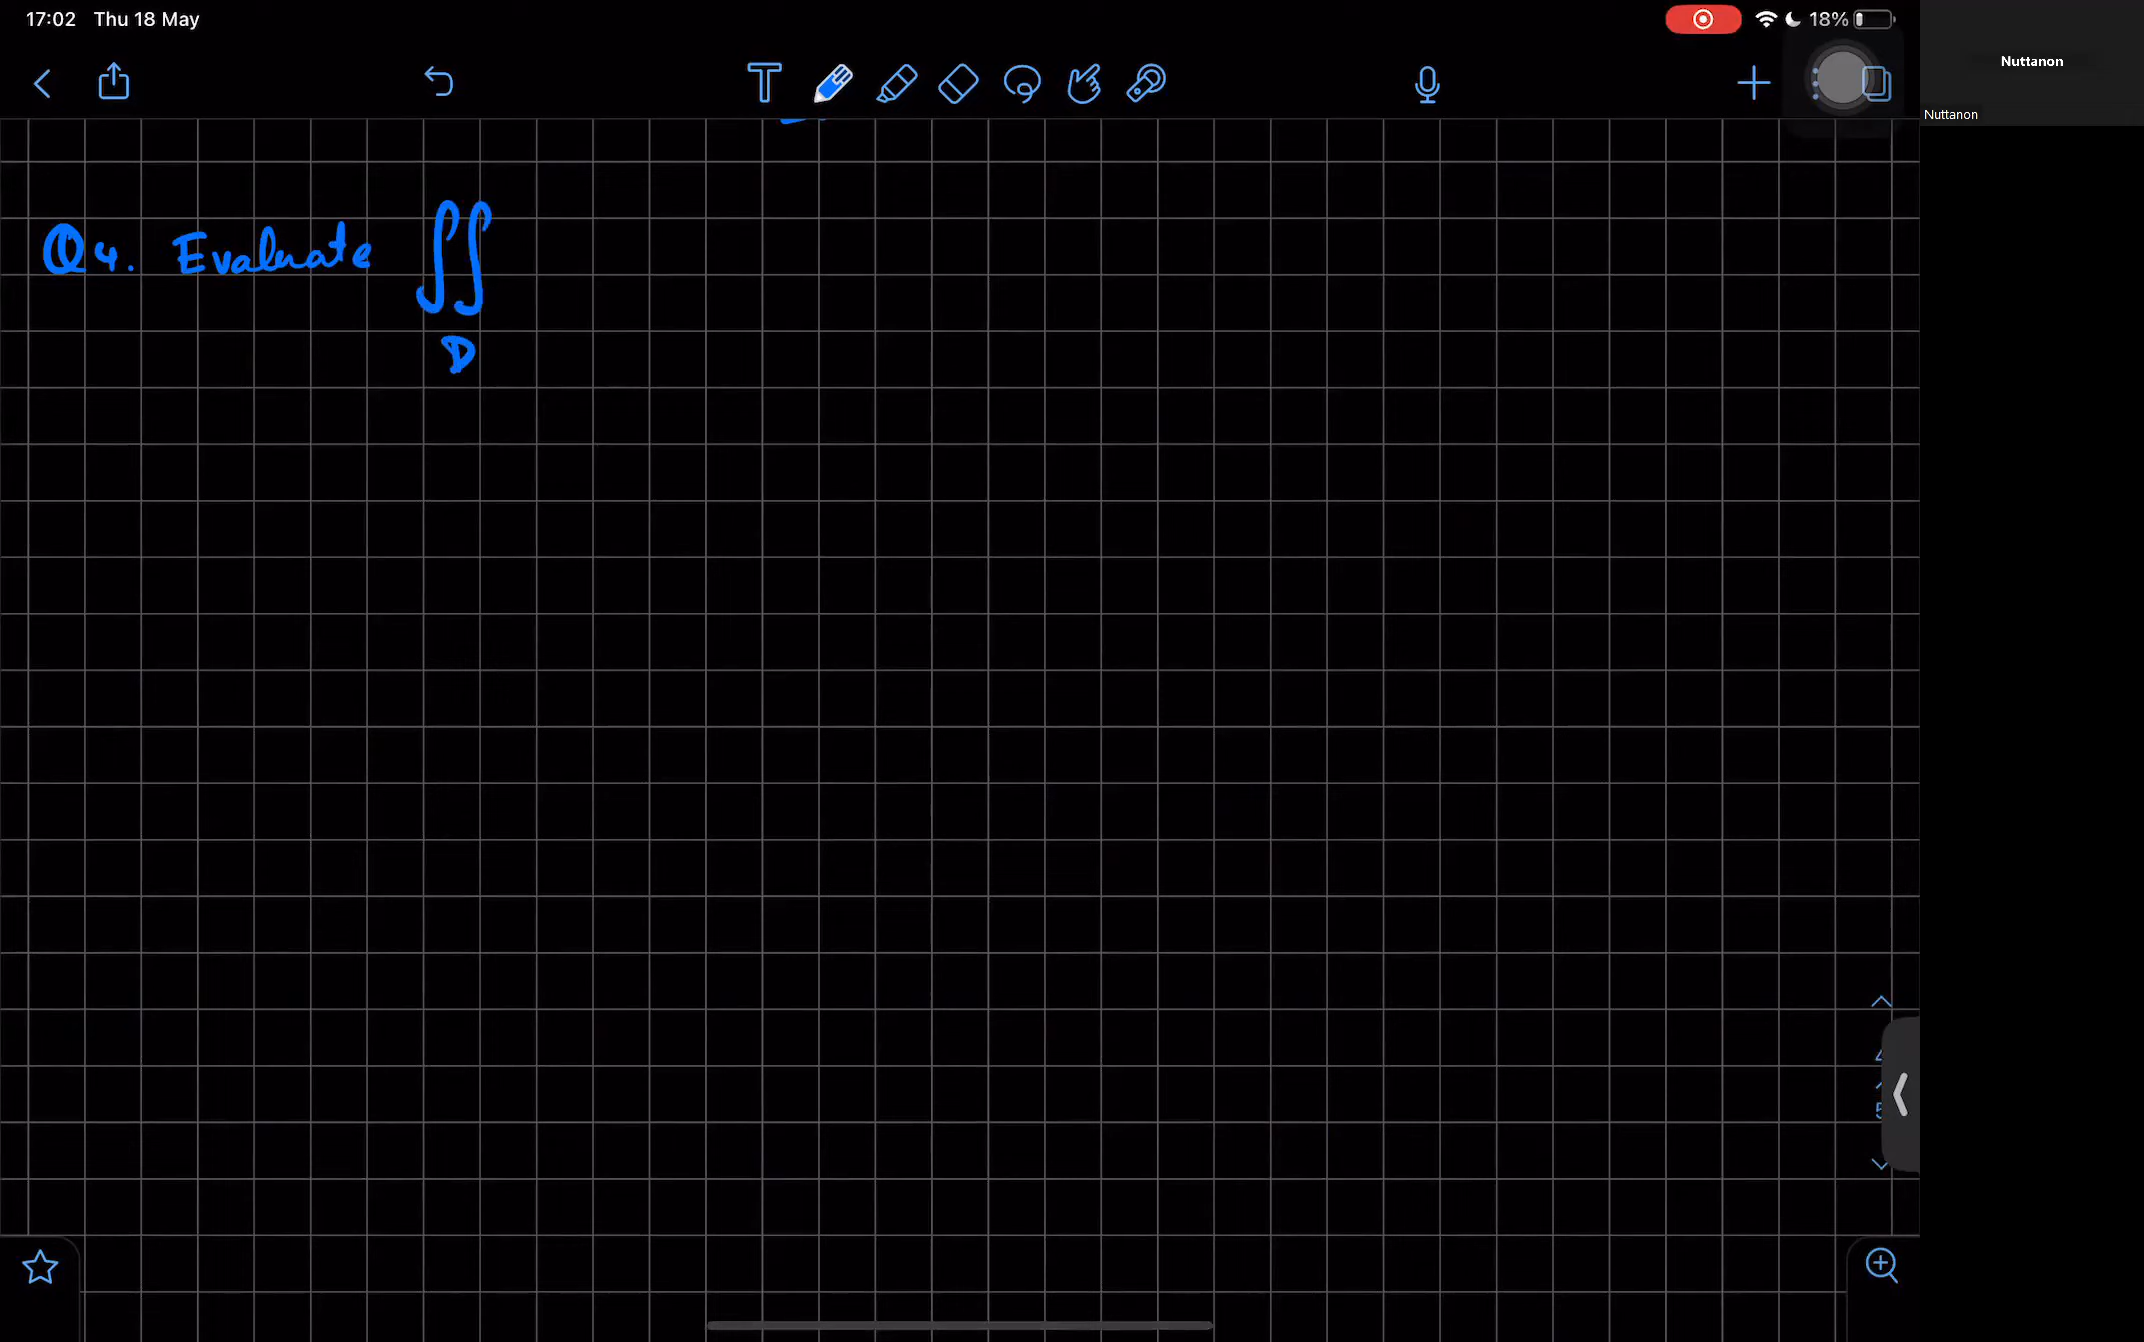 17:02 Thu 18 May
18%
Nuttanon
Nuttanon
Q4. Evaluate ∬
D